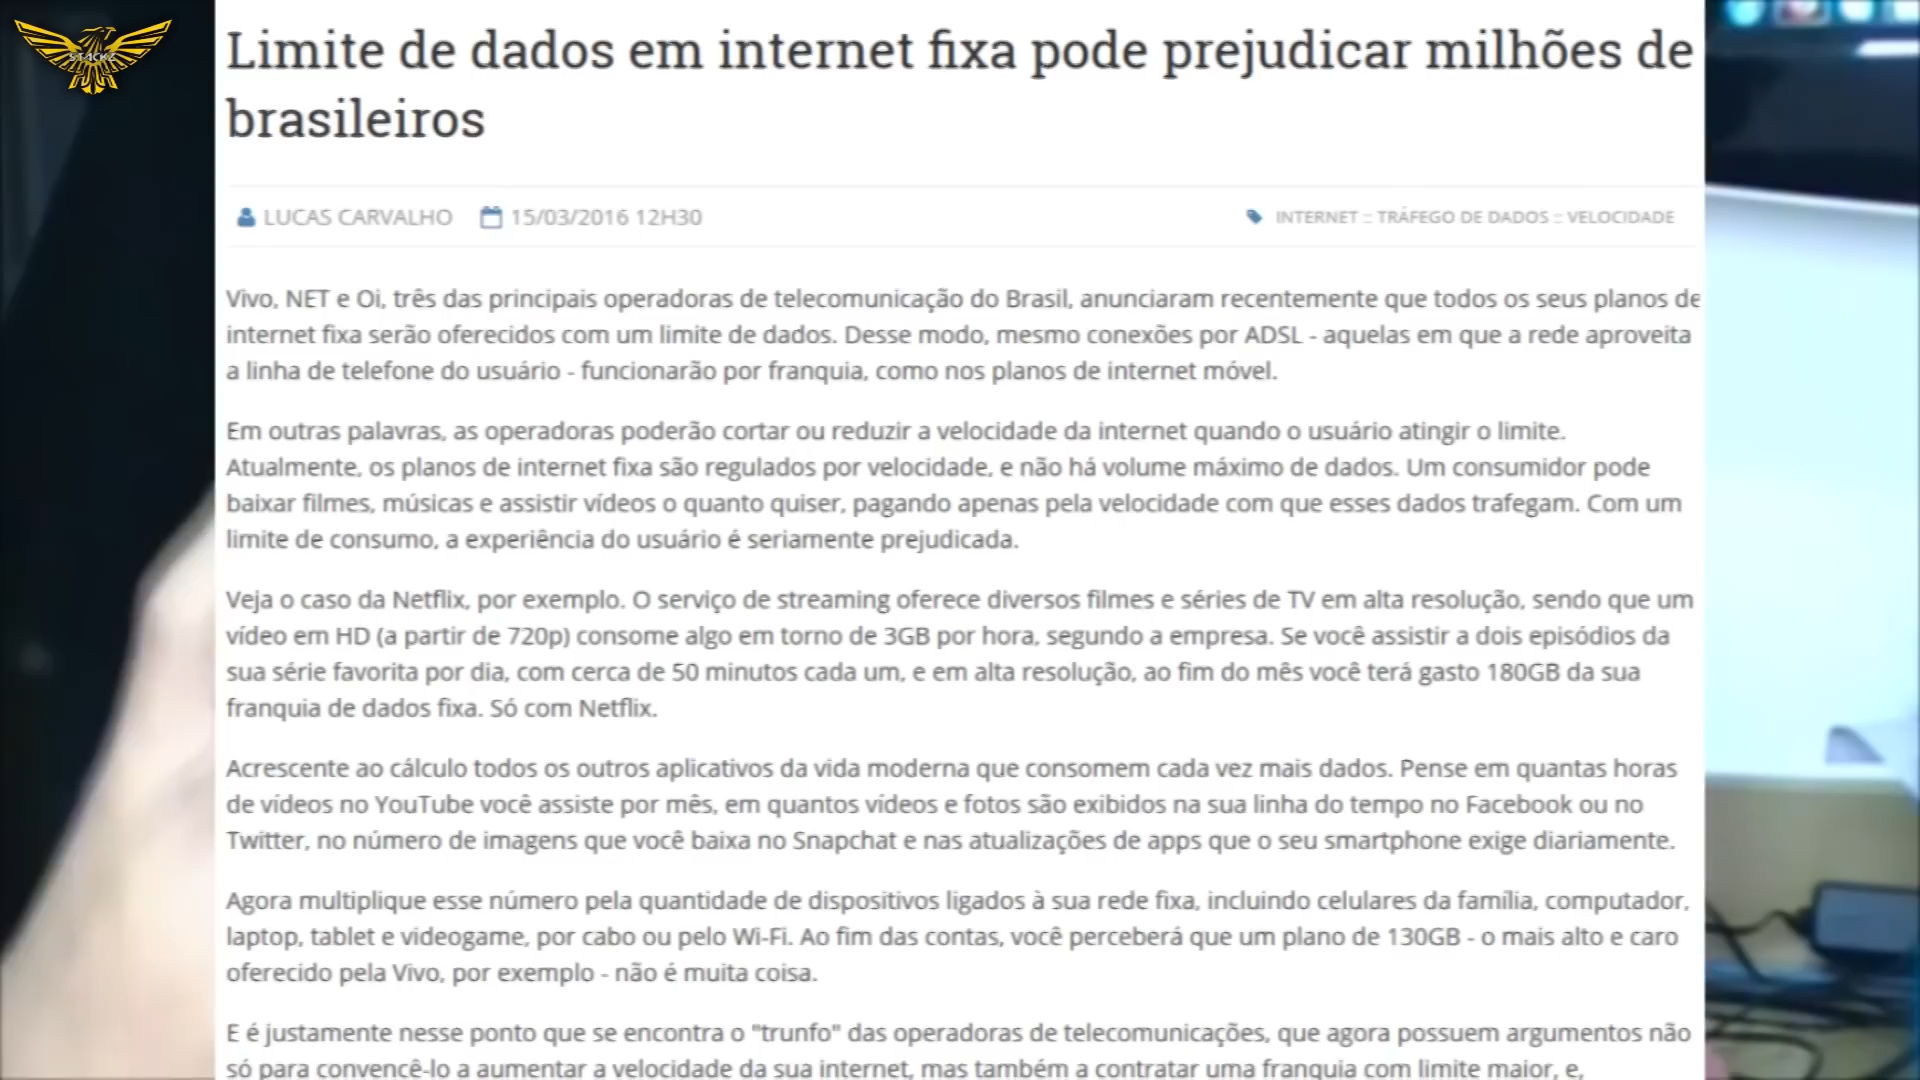 STACKZ
Limite de dados em internet fixa pode prejudicar milhões de
brasileiros
LUCAS CARVALHO 15/03/2016 12H30 INTERNET :: TRÁFEGO DE DADOS :: VELOCIDADE
Vivo, NET e Oi, três das principais operadoras de telecomunicação do Brasil, anunciaram recentemente que todos os seus planos de
internet fixa serão oferecidos com um limite de dados. Desse modo, mesmo conexões por ADSL - aquelas em que a rede aproveita
a linha de telefone do usuário - funcionarão por franquia, como nos planos de internet móvel.
Em outras palavras, as operadoras poderão cortar ou reduzir a velocidade da internet quando o usuário atingir o limite.
Atualmente, os planos de internet fixa são regulados por velocidade, e não há volume máximo de dados. Um consumidor pode
baixar filmes, músicas e assistir vídeos o quanto quiser, pagando apenas pela velocidade com que esses dados trafegam. Com um
limite de consumo, a experiência do usuário é seriamente prejudicada.
Veja o caso da Netflix, por exemplo. O serviço de streaming oferece diversos filmes e séries de TV em alta resolução, sendo que um
vídeo em HD (a partir de 720p) consome algo em torno de 3GB por hora, segundo a empresa. Se você assistir a dois episódios da
sua série favorita por dia, com cerca de 50 minutos cada um, e em alta resolução, ao fim do mês você terá gasto 180GB da sua
franquia de dados fixa. Só com Netflix.
Acrescente ao cálculo todos os outros aplicativos da vida moderna que consomem cada vez mais dados. Pense em quantas horas
de vídeos no YouTube você assiste por mês, em quantos vídeos e fotos são exibidos na sua linha do tempo no Facebook ou no
Twitter, no número de imagens que você baixa no Snapchat e nas atualizações de apps que o seu smartphone exige diariamente.
Agora multiplique esse número pela quantidade de dispositivos ligados à sua rede fixa, incluindo celulares da família, computador,
laptop, tablet e videogame, por cabo ou pelo Wi-Fi. Ao fim das contas, você perceberá que um plano de 130GB - o mais alto e caro
oferecido pela Vivo, por exemplo - não é muita coisa.
E é justamente nesse ponto que se encontra o "trunfo" das operadoras de telecomunicações, que agora possuem argumentos não
só para convencê-lo a aumentar a velocidade da sua internet, mas também a contratar uma franquia com limite maior, e,